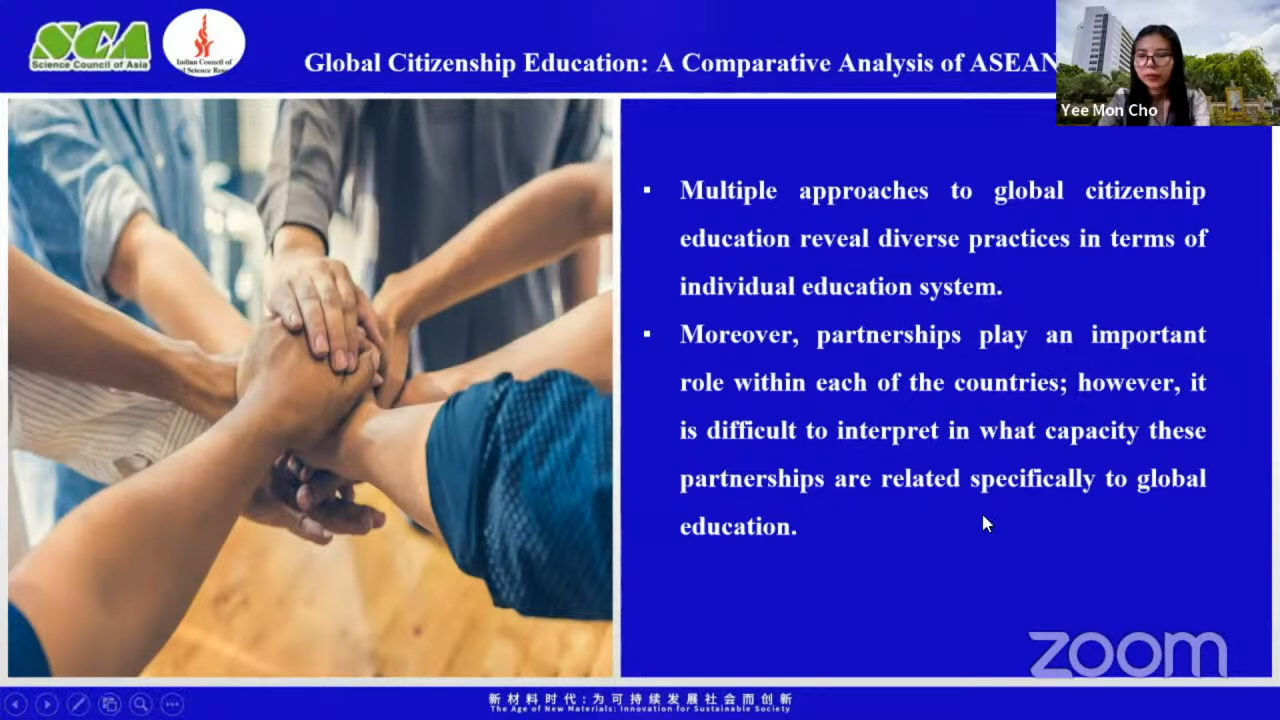 SCA
Science Council of Asia
Indian Council of
Global Citizenship Education: A Comparative Analysis of ASEAN
Yee Mon Cho
▪ Multiple approaches to global citizenship
education reveal diverse practices in terms of
individual education system.
▪ Moreover, partnerships play an important
role within each of the countries; however, it
is difficult to interpret in what capacity these
partnerships are related specifically to global
education.
zoom
新材料时代:为可持续发展社会而创新
The Age of New Materials: Innovation for Sustainable Society